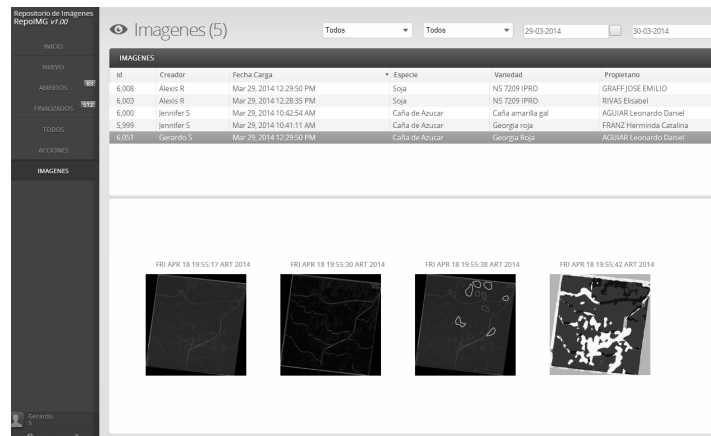 Repositorio de Imágenes
RepoIMG v1.00
INICIO
NUEVO
ABIERTOS 63
FINALIZADOS 512
TODOS
ACCIONES
IMAGENES
Gerardo
S
Imagenes (5)
Todos
Todos
29-03-2014
30-03-2014
IMAGENES
Id Creador Fecha Carga Especie Variedad Propietario
6,008 Alexis R Mar 29, 2014 12:29:50 PM Soja NS 7209 IPRO GRAFF JOSE EMILIO
6,003 Alexis R Mar 29, 2014 12:28:35 PM Soja NS 7209 IPRO RIVAS Elisabel
6,000 Jennifer S Mar 29, 2014 10:42:54 AM Caña de Azucar Caña amarilla gal AGUIAR Leonardo Daniel
5,999 Jennifer S Mar 29, 2014 10:41:11 AM Caña de Azucar Georgia roja FRANZ Herminda Catalina
6,051 Gerardo S Mar 29, 2014 12:29:50 PM Caña de Azucar Georgia Roja AGUIAR Leonardo Daniel
FRI APR 18 19:55:17 ART 2014
FRI APR 18 19:55:30 ART 2014
FRI APR 18 19:55:38 ART 2014
FRI APR 18 19:55:42 ART 2014